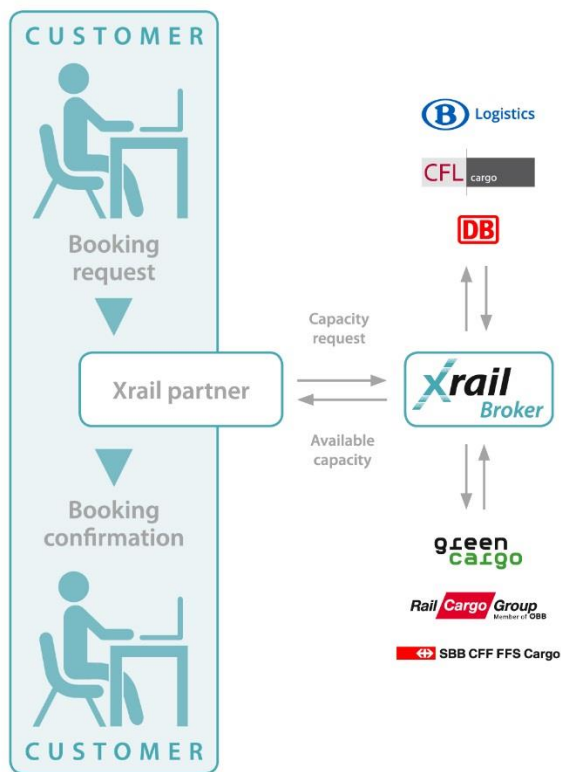 CUSTOMER
Booking
request
Xrail partner
Booking
confirmation
CUSTOMER
Capacity
request
Available
capacity
B Logistics
CFL cargo
DB
Xrail
Broker
green
cargo
Rail Cargo Group
Member of ÖBB
SBB CFF FFS Cargo